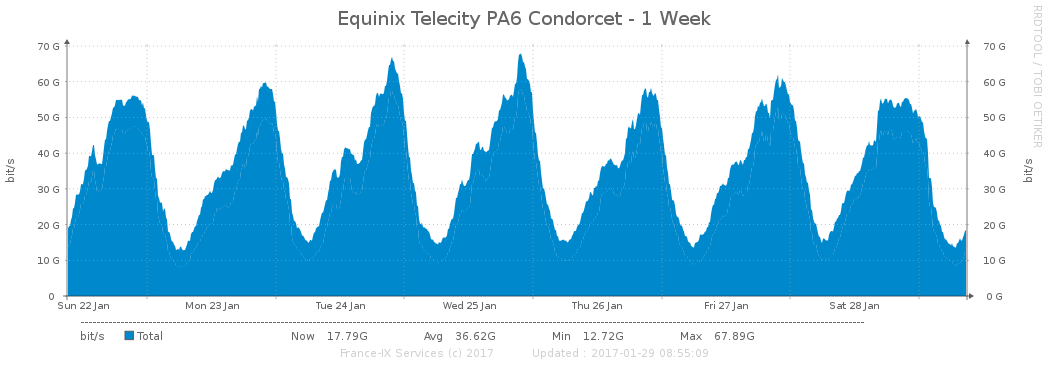 Equinix Telecity PA6 Condorcet - 1 Week
RRDTOOL / TOBI OETIKER
bit/s
70 G 70 G
60 G 60 G
50 G 50 G
40 G 40 G
30 G 30 G
20 G 20 G
10 G 10 G
0 0 G
bit/s
Sun 22 Jan Mon 23 Jan Tue 24 Jan Wed 25 Jan Thu 26 Jan Fri 27 Jan Sat 28 Jan
bit/s Total Now 17.79G Avg 36.62G Min 12.72G Max 67.89G
France-IX Services (c) 2017 Updated : 2017-01-29 08:55:09